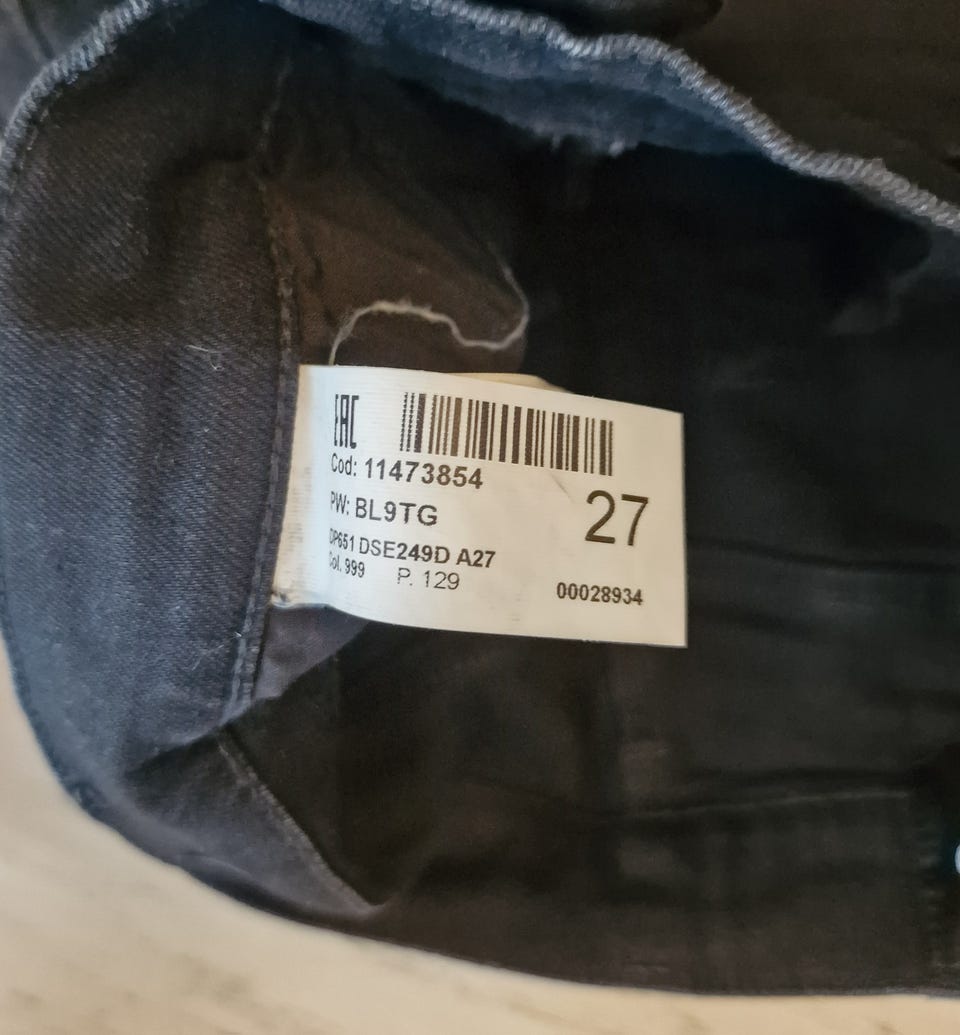 EAC
Cod: 11473854
PW: BL9TG
27
DP651 DSE249D A27
Col. 999 P. 129
00028934